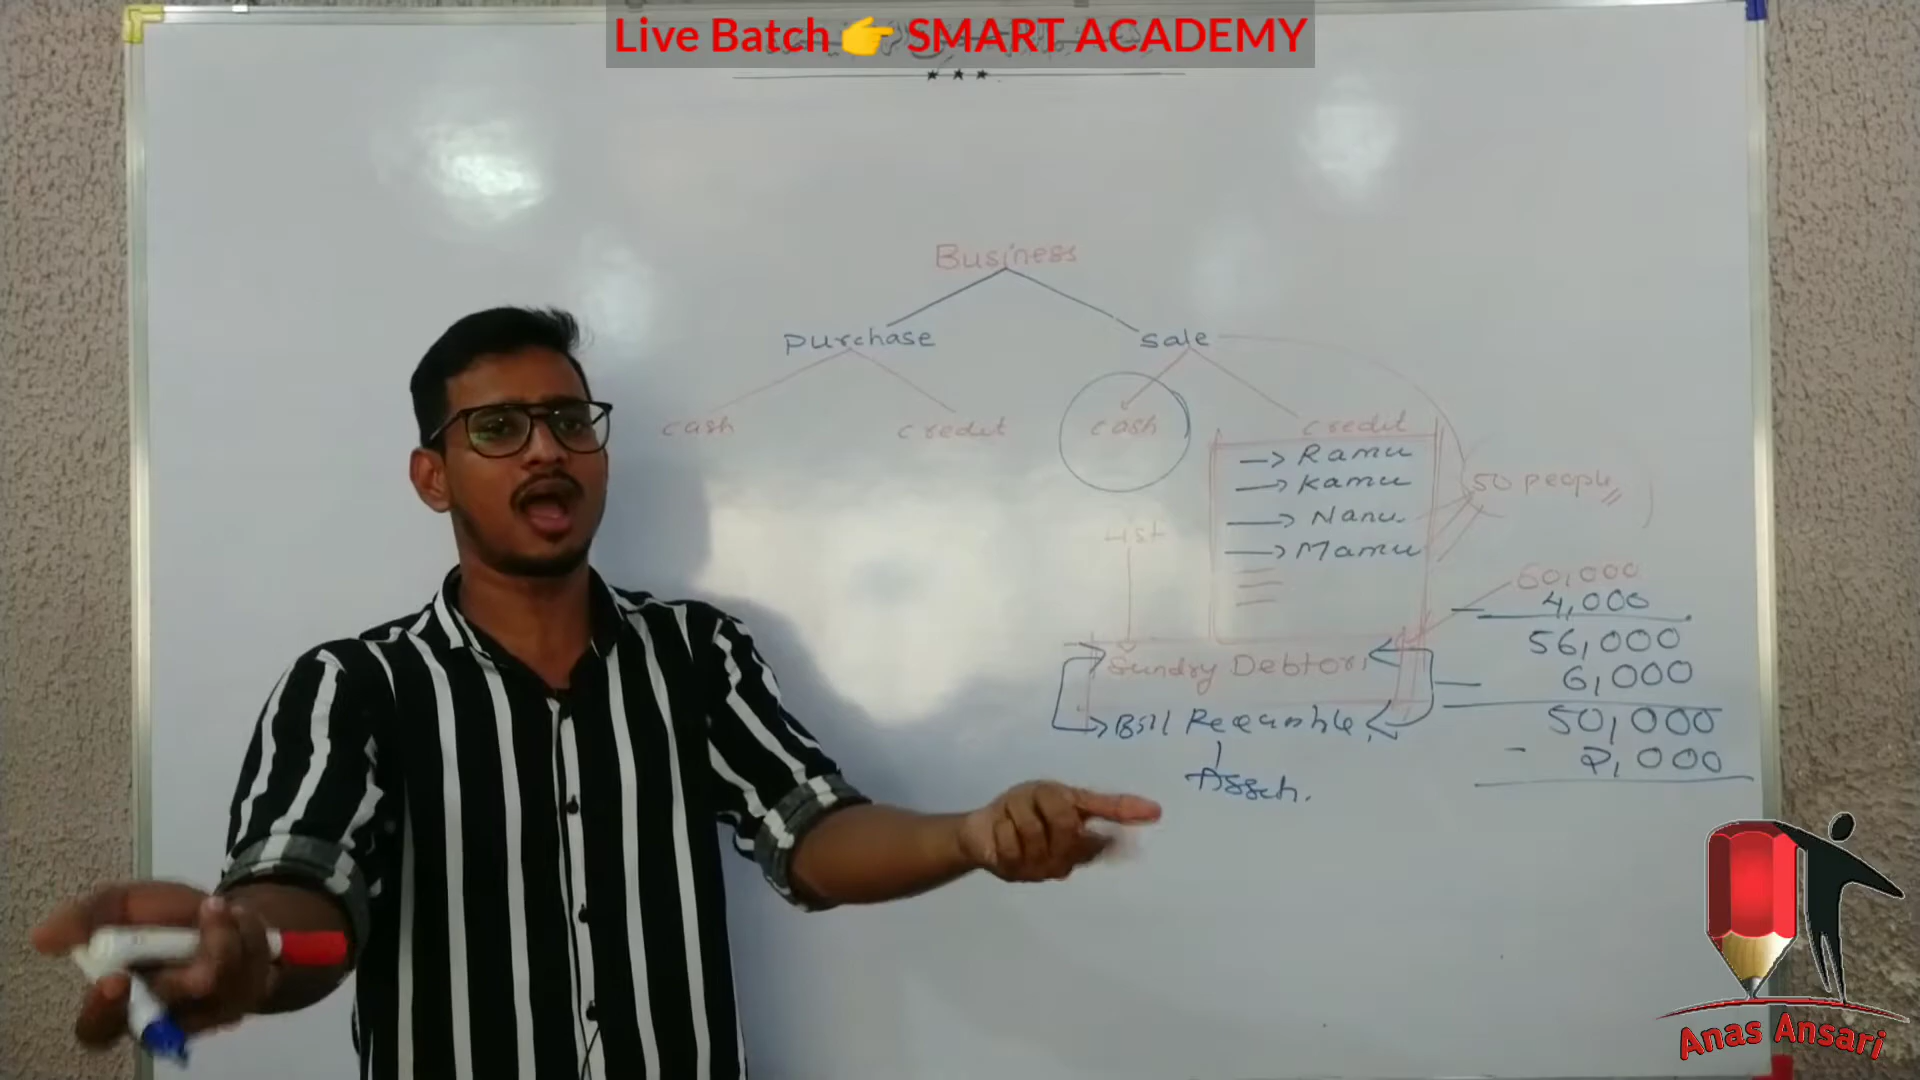 Live Batch 👉 SMART ACADEMY
Business
Purchase
Sale
cash
credit
cash
credit
→ Ramu
→ Kamu
→ Nanu
→ Mamu
50 people
List
60,000
4,000
56,000
6,000
50,000
- 2,000
Sundry Debtors
Bill Receivable
Asset.
Anas Ansari